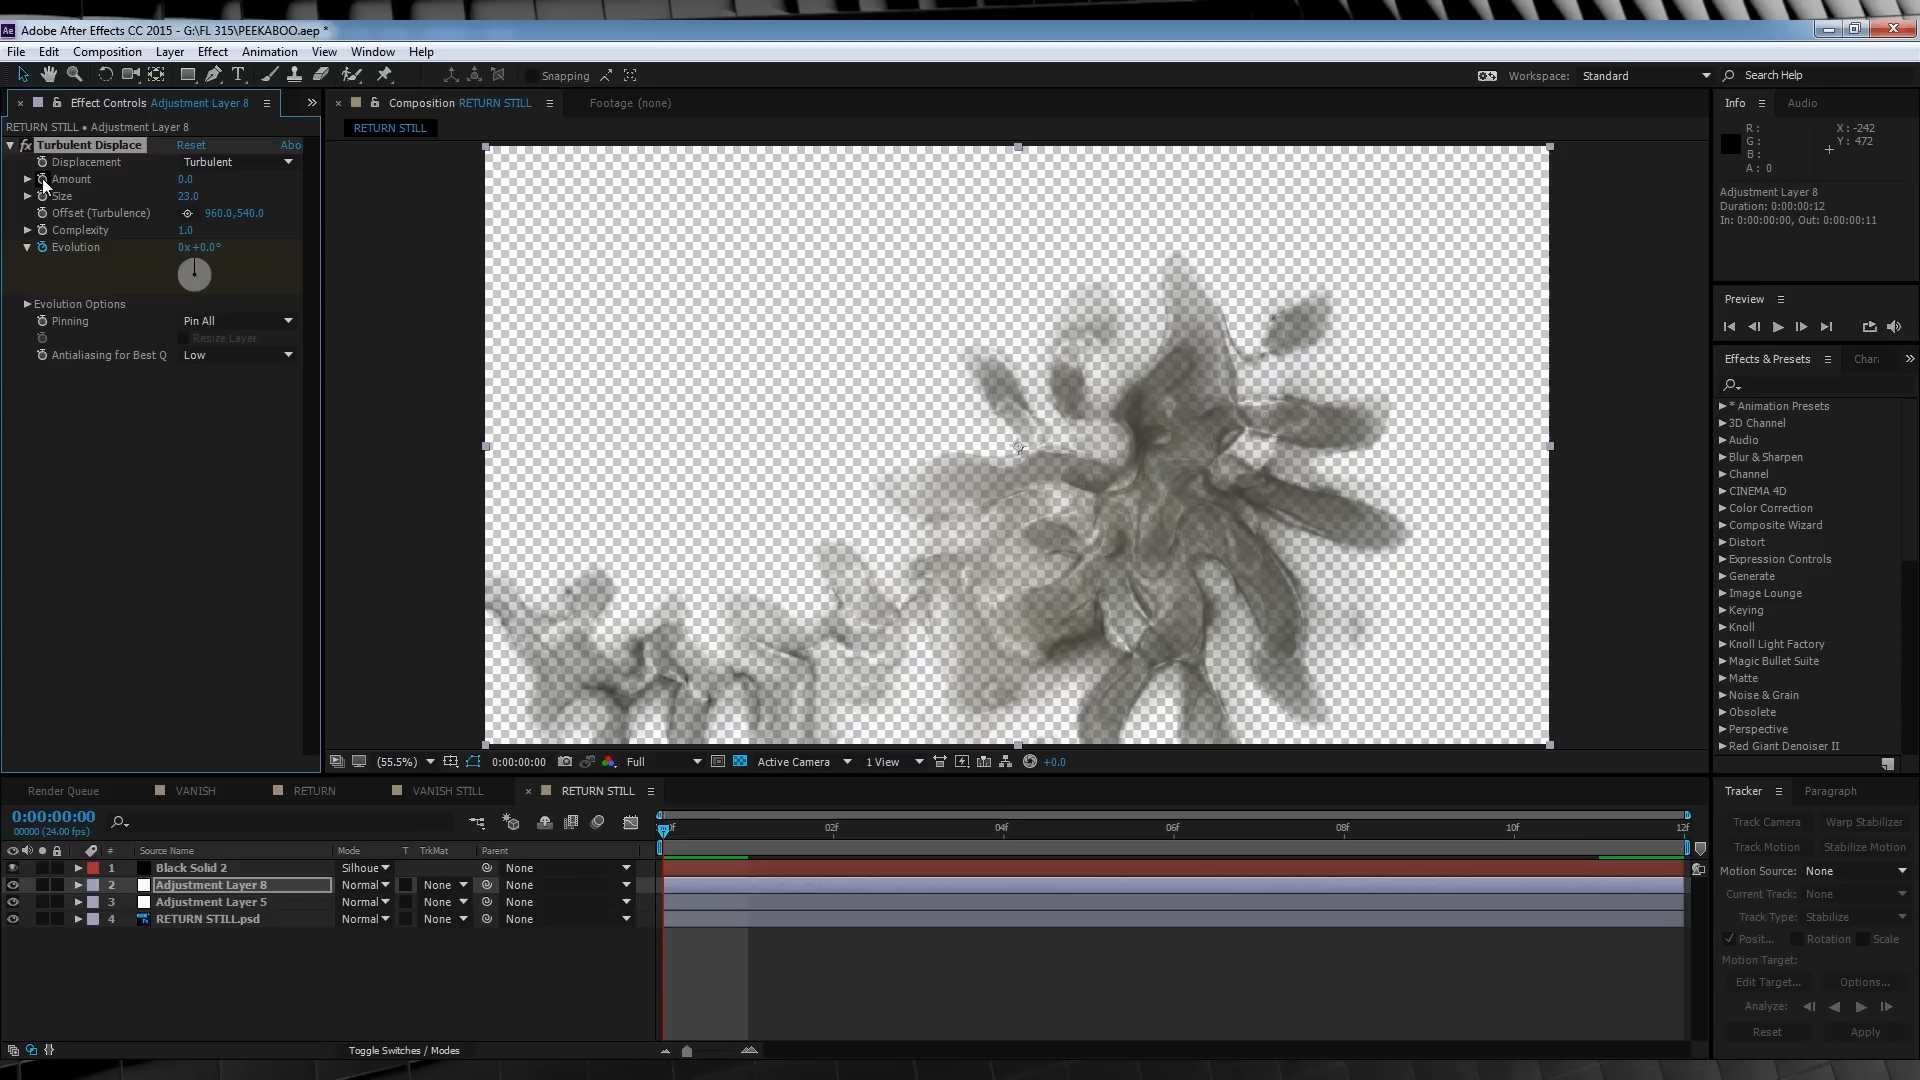 Adobe After Effects CC 2015 - G:\FL 315\PEEKABOO.aep *
File Edit Composition Layer Effect Animation View Window Help
Snapping
Workspace: Standard
Search Help
Effect Controls Adjustment Layer 8
RETURN STILL • Adjustment Layer 8
fx Turbulent Displace Reset Abo
Displacement Turbulent
Amount 0.0
Size 23.0
Offset (Turbulence) 960.0,540.0
Complexity 1.0
Evolution 0x+0.0°
Evolution Options
Pinning Pin All
Resize Layer
Antialiasing for Best Q Low
Composition RETURN STILL
Footage (none)
RETURN STILL
(55.5%) 0:00:00:00 Full Active Camera 1 View +0.0
Info Audio
R: X: -242
G: Y: 472
B:
A: 0
Adjustment Layer 8
Duration: 0:00:00:12
In: 0:00:00:00, Out: 0:00:00:11
Preview
Effects & Presets Char
* Animation Presets
3D Channel
Audio
Blur & Sharpen
Channel
CINEMA 4D
Color Correction
Composite Wizard
Distort
Expression Controls
Generate
Image Lounge
Keying
Knoll
Knoll Light Factory
Magic Bullet Suite
Matte
Noise & Grain
Obsolete
Perspective
Red Giant Denoiser II
Render Queue VANISH RETURN VANISH STILL RETURN STILL
0:00:00:00
00000 (24.00 fps)
02f 04f 06f 08f 10f 12f
# Source Name Mode T TrkMat Parent
1 Black Solid 2 Silhoue None
2 Adjustment Layer 8 Normal None None
3 Adjustment Layer 5 Normal None None
4 RETURN STILL.psd Normal None None
Toggle Switches / Modes
Tracker Paragraph
Track Camera Warp Stabilizer
Track Motion Stabilize Motion
Motion Source: None
Current Track: None
Track Type: Stabilize
Posit... Rotation Scale
Motion Target:
Edit Target... Options...
Analyze:
Reset Apply